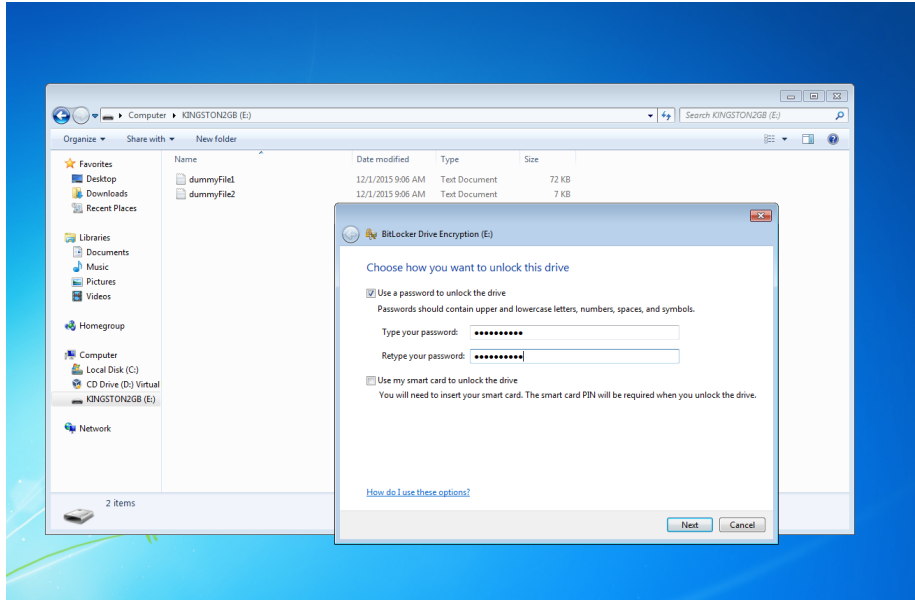 Computer ▸ KINGSTON2GB (E:)
Search KINGSTON2GB (E:)
Organize
Share with
New folder
Favorites
Desktop
Downloads
Recent Places
Libraries
Documents
Music
Pictures
Videos
Homegroup
Computer
Local Disk (C:)
CD Drive (D:) Virtual
KINGSTON2GB (E:)
Network
Name Date modified Type Size
dummyFile1 12/1/2015 9:06 AM Text Document 72 KB
dummyFile2 12/1/2015 9:06 AM Text Document 7 KB
2 items
BitLocker Drive Encryption (E:)
Choose how you want to unlock this drive
Use a password to unlock the drive
Passwords should contain upper and lowercase letters, numbers, spaces, and symbols.
Type your password: ●●●●●●●●●●
Retype your password: ●●●●●●●●●●
Use my smart card to unlock the drive
You will need to insert your smart card. The smart card PIN will be required when you unlock the drive.
How do I use these options?
Next
Cancel